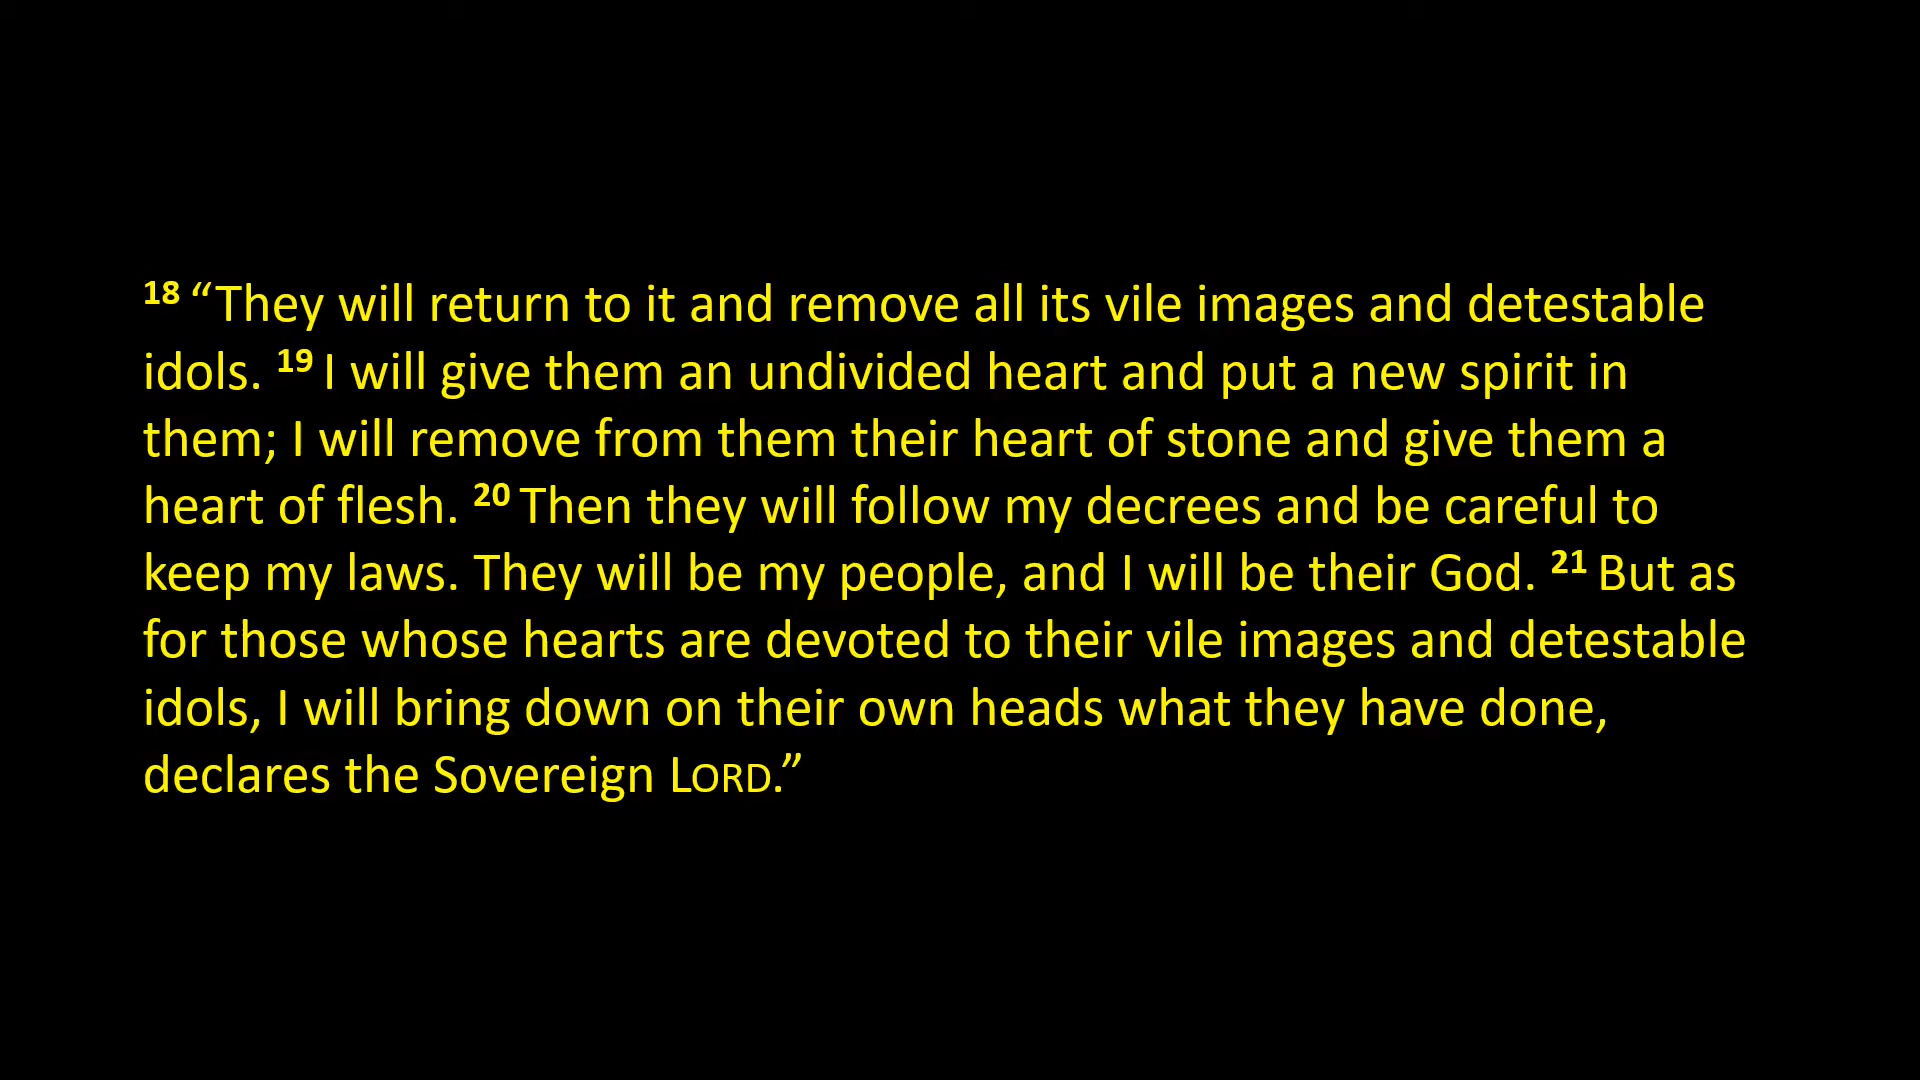 18 “They will return to it and remove all its vile images and detestable
idols. 19 I will give them an undivided heart and put a new spirit in
them; I will remove from them their heart of stone and give them a
heart of flesh. 20 Then they will follow my decrees and be careful to
keep my laws. They will be my people, and I will be their God. 21 But as
for those whose hearts are devoted to their vile images and detestable
idols, I will bring down on their own heads what they have done,
declares the Sovereign LORD.”